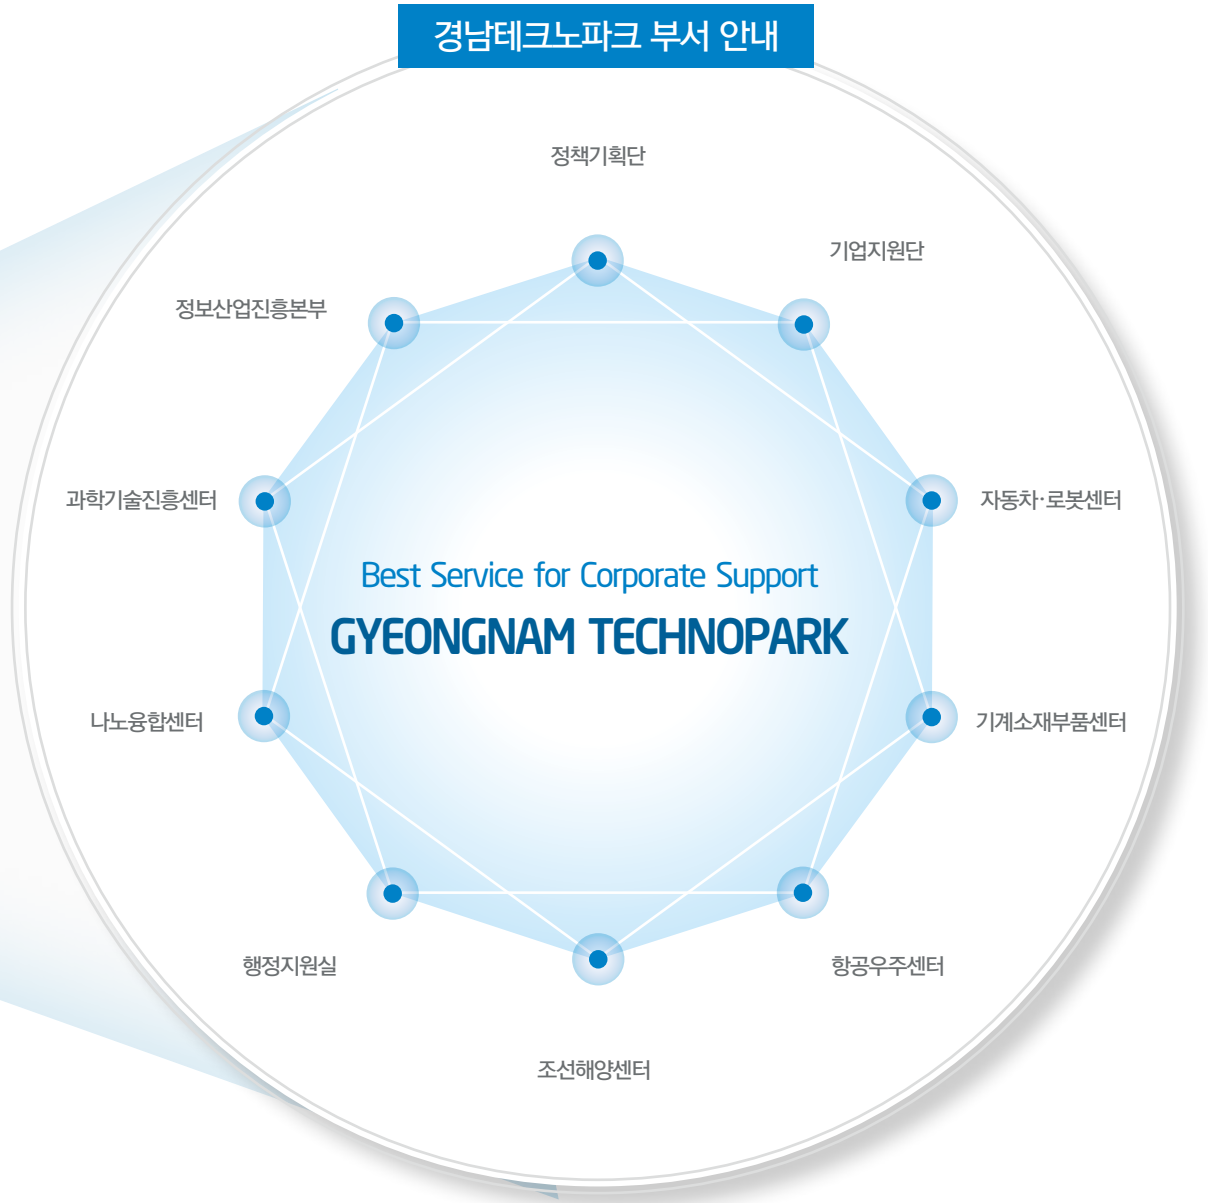 경남테크노파크 부서 안내
정책기획단
기업지원단
정보산업진흥본부
과학기술진흥센터
자동차·로봇센터
Best Service for Corporate Support
GYEONGNAM TECHNOPARK
나노융합센터
기계소재부품센터
행정지원실
항공우주센터
조선해양센터